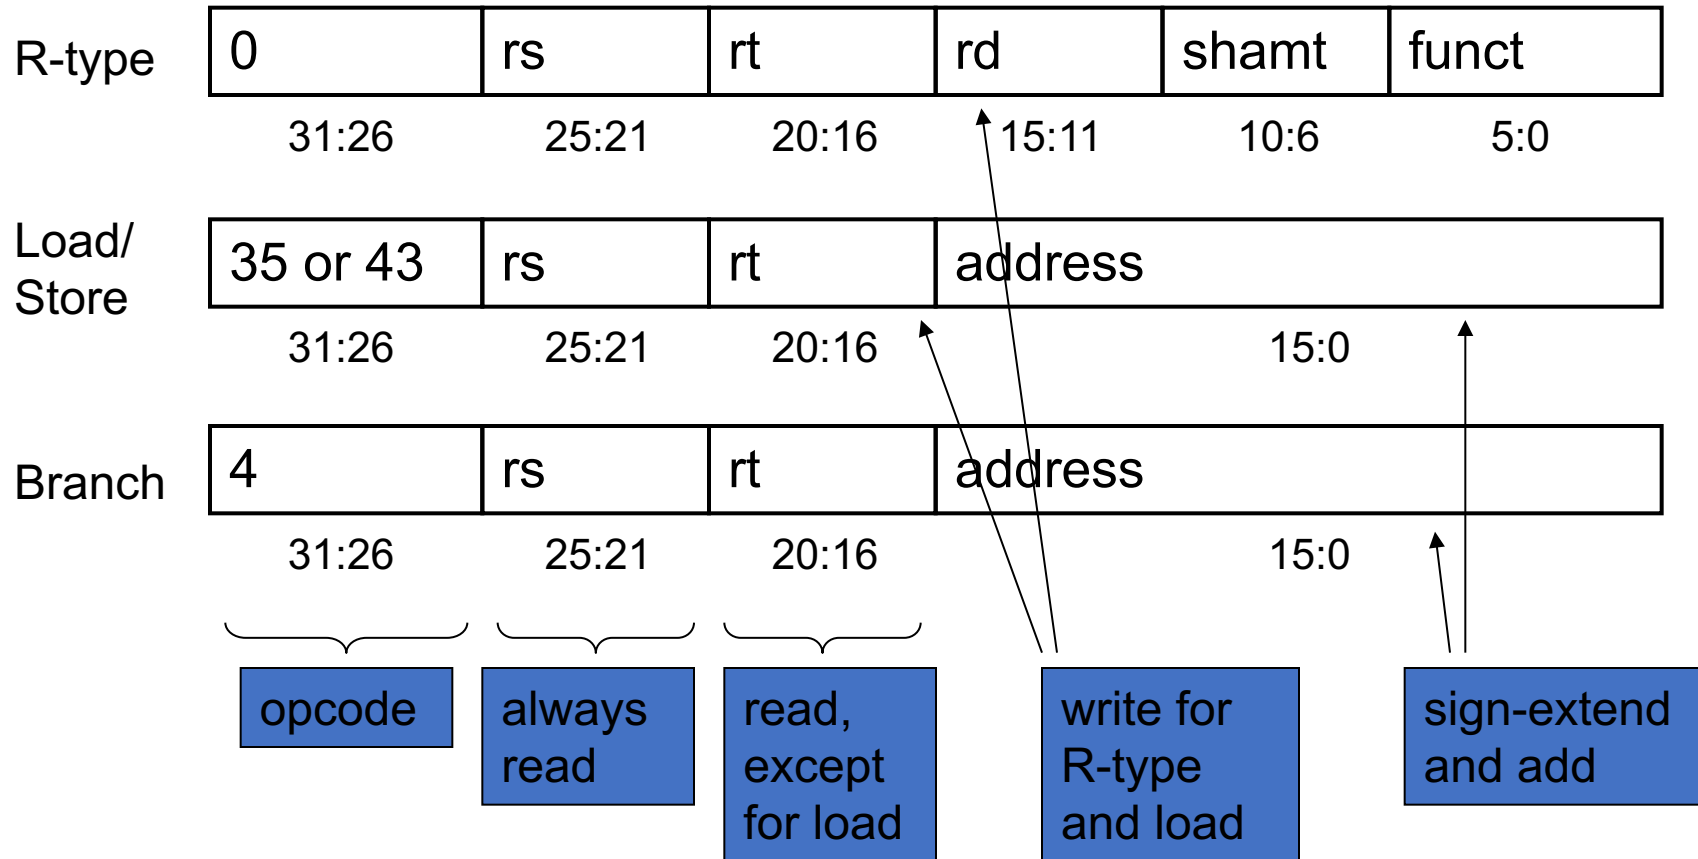 R-type 0 rs rt rd shamt funct
31:26 25:21 20:16 15:11 10:6 5:0
Load/
Store
35 or 43 rs rt address
31:26 25:21 20:16 15:0
Branch 4 rs rt address
31:26 25:21 20:16 15:0
opcode
always
read
read,
except
for load
write for
R-type
and load
sign-extend
and add